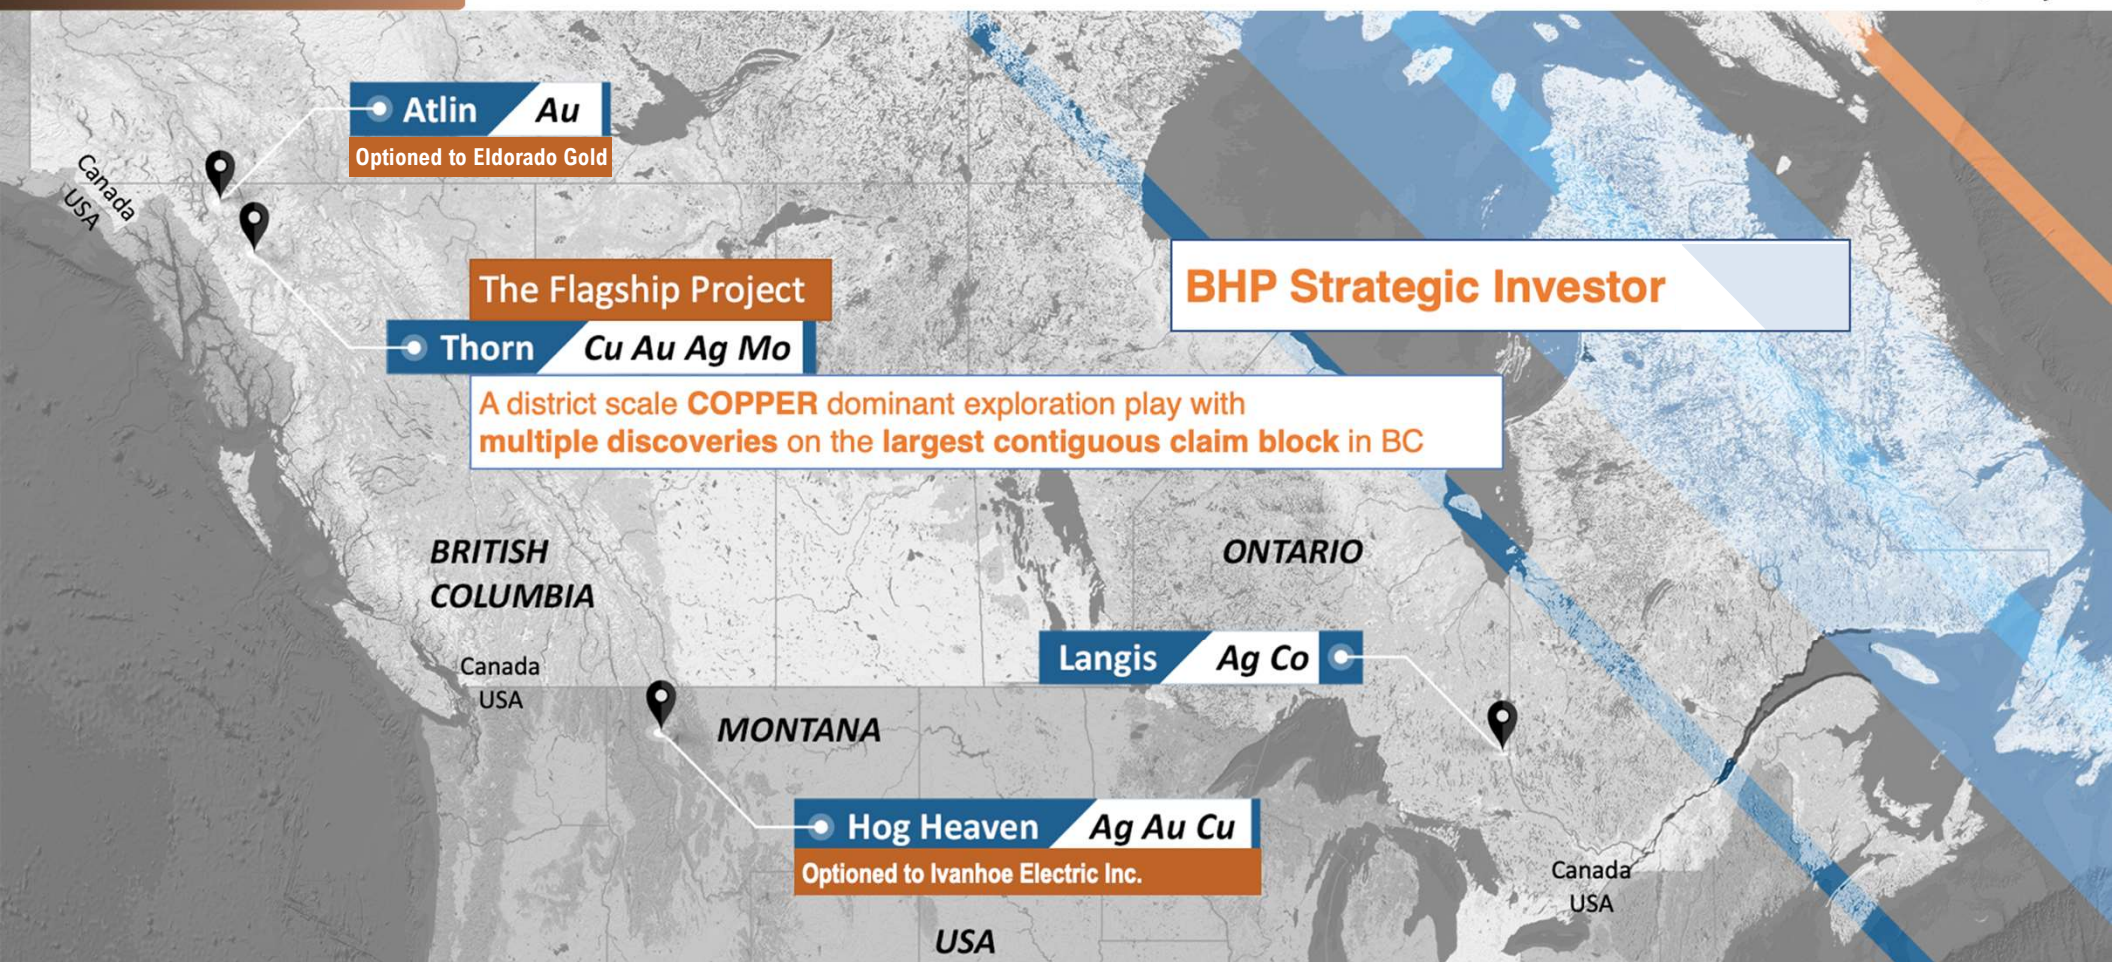 Atlin Au
Optioned to Eldorado Gold
Canada
USA
The Flagship Project
BHP Strategic Investor
Thorn Cu Au Ag Mo
A district scale COPPER dominant exploration play with
multiple discoveries on the largest contiguous claim block in BC
BRITISH
COLUMBIA
ONTARIO
Canada
USA
Langis Ag Co
MONTANA
Hog Heaven Ag Au Cu
Optioned to Ivanhoe Electric Inc.
Canada
USA
USA